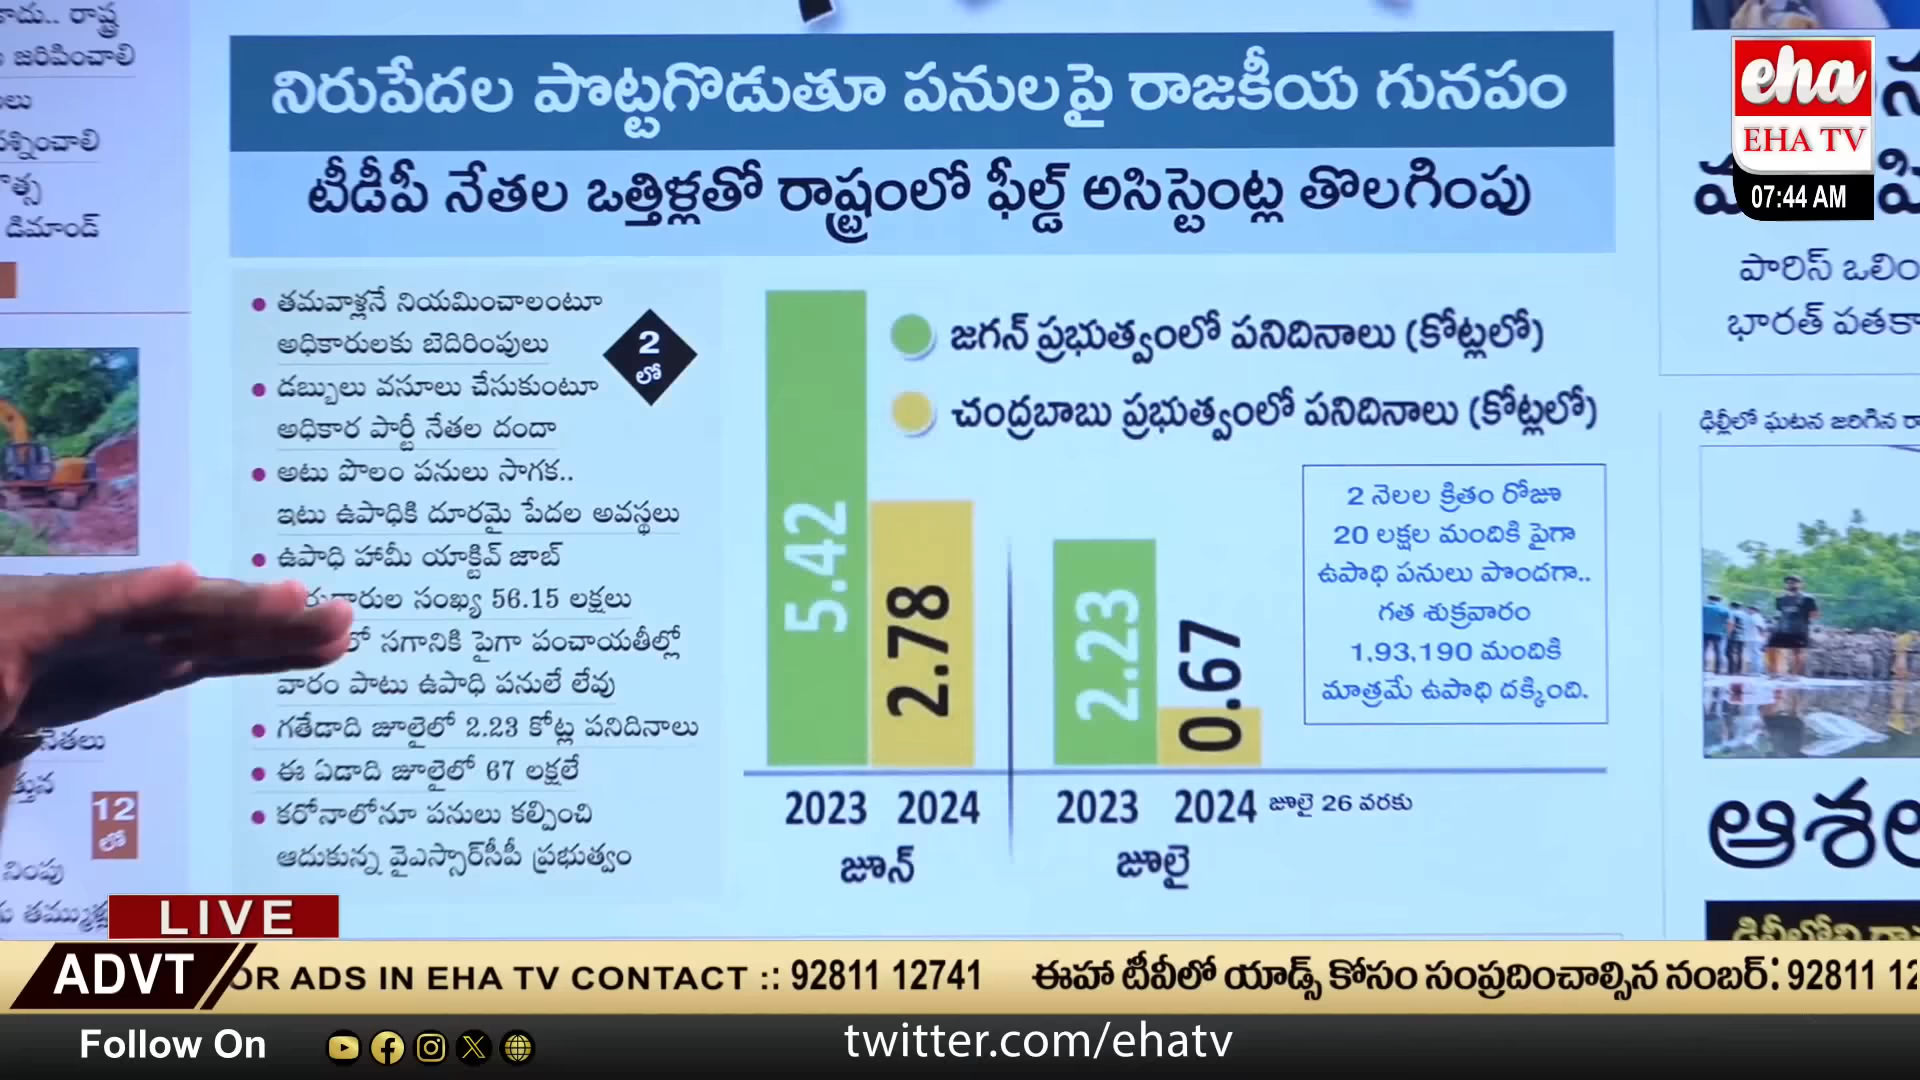 రాష్ట్ర
జరిపించాలి
డిమాండ్
12
లో
నిరుపేదల పొట్టగొడుతూ పనులపై రాజకీయ గునపం
టీడీపీ నేతల ఒత్తిళ్లతో రాష్ట్రంలో ఫీల్డ్ అసిస్టెంట్ల తొలగింపు
• తమవాళ్లనే నియమించాలంటూ
అధికారులకు బెదిరింపులు
2
లో
• డబ్బులు వసూలు చేసుకుంటూ
అధికార పార్టీ నేతల దందా
• అటు పొలం పనులు సాగక..
ఇటు ఉపాధికి దూరమై పేదల అవస్థలు
• ఉపాధి హామీ యాక్టివ్ జాబ్
సంఖ్య 56.15 లక్షలు
సగానికి పైగా పంచాయతీల్లో
వారం పాటు ఉపాధి పనులే లేవు
• గతేడాది జూలైలో 2.23 కోట్ల పనిదినాలు
• ఈ ఏడాది జూలైలో 67 లక్షలే
• కరోనాలోనూ పనులు కల్పించి
ఆదుకున్న వైఎస్సార్‌సీపీ ప్రభుత్వం
జగన్ ప్రభుత్వంలో పనిదినాలు (కోట్లలో)
చంద్రబాబు ప్రభుత్వంలో పనిదినాలు (కోట్లలో)
5.42
2.78
2.23
0.67
2 నెలల క్రితం రోజూ
20 లక్షల మందికి పైగా
ఉపాధి పనులు పొందగా..
గత శుక్రవారం
1,93,190 మందికి
మాత్రమే ఉపాధి దక్కింది.
2023 2024 2023 2024 జూలై 26 వరకు
జూన్ జూలై
eha
EHA TV
07:44 AM
పారిస్
భారత్
ఢిల్లీలో ఘటన జరిగిన
LIVE
ADVT
OR ADS IN EHA TV CONTACT :: 92811 12741 ఈహా టీవీలో యాడ్స్ కోసం సంప్రదించాల్సిన నంబర్: 92811 12
Follow On
twitter.com/ehatv